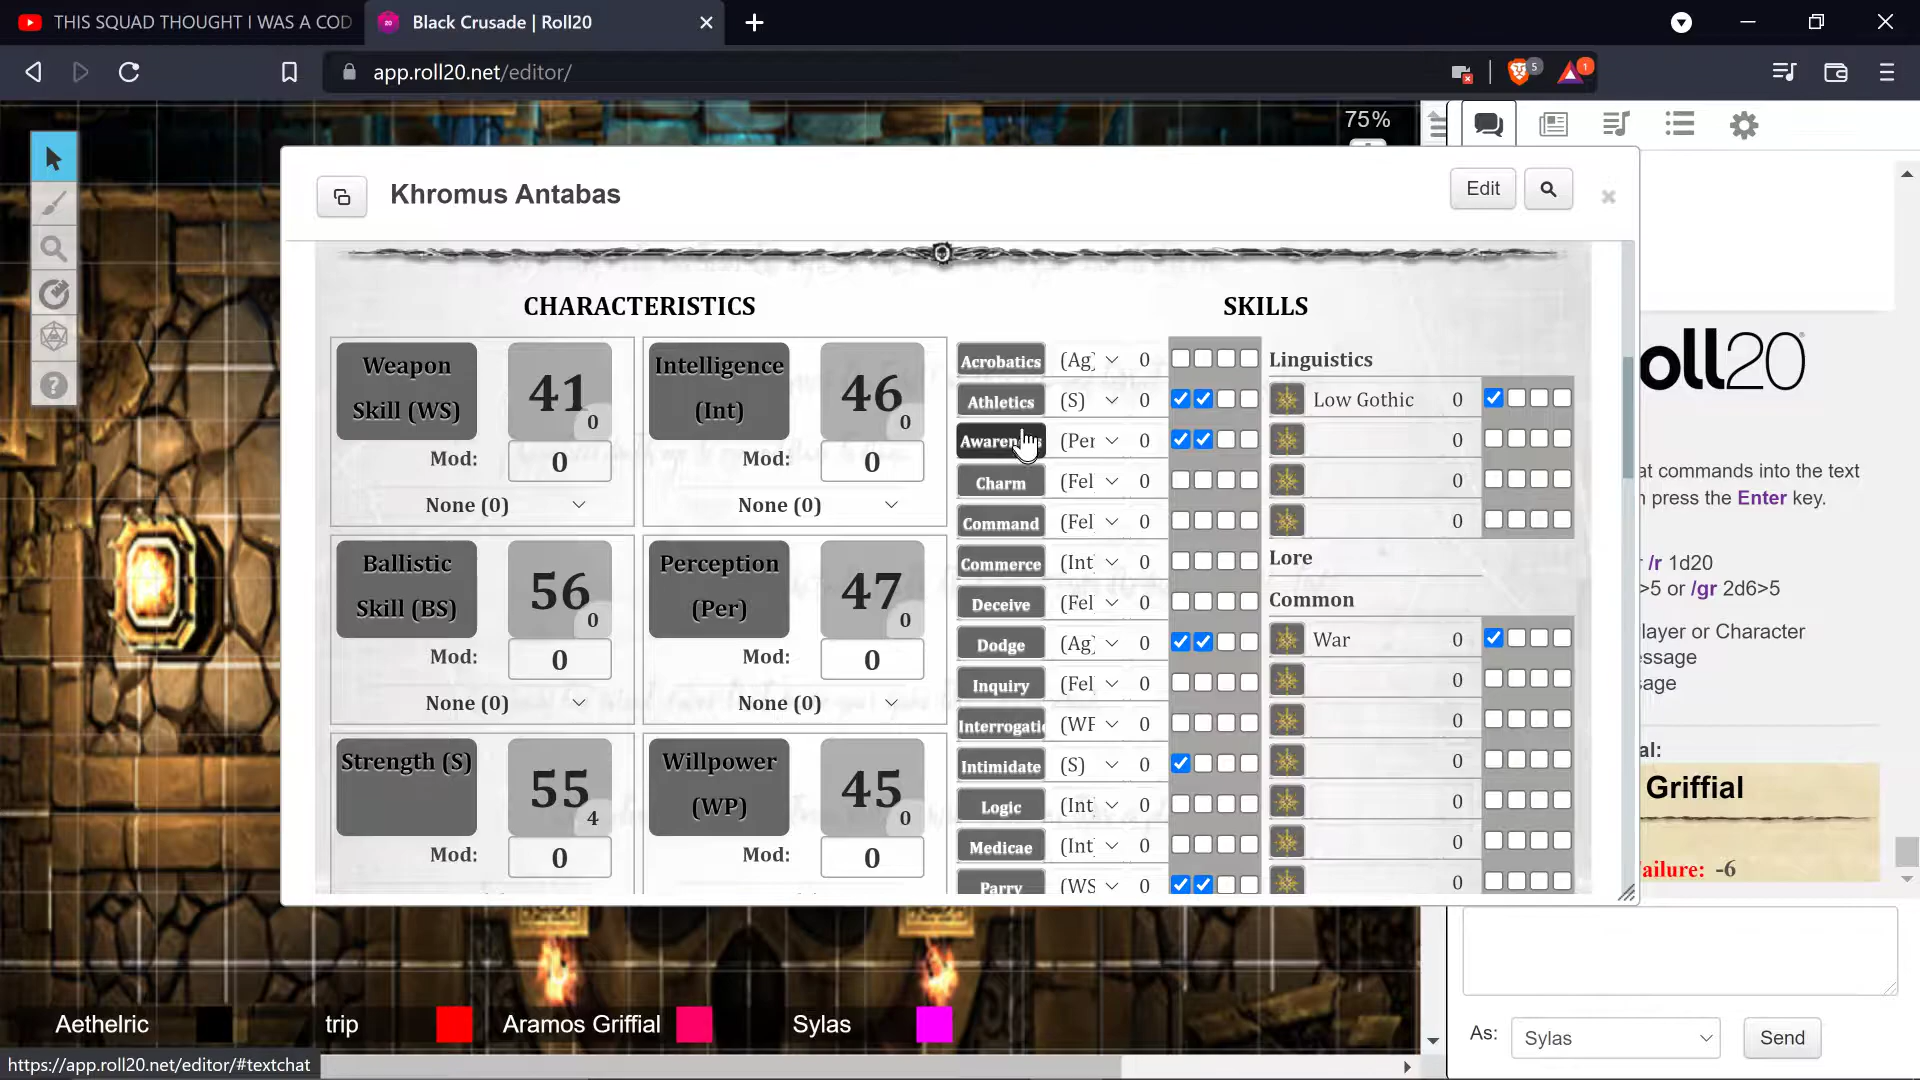 THIS SQUAD THOUGHT I WAS A COD
Black Crusade | Roll20
app.roll20.net/editor/
5
1
75%
Khromus Antabas
Edit
CHARACTERISTICS
SKILLS
Weapon Skill (WS)
41
0
Mod:
0
None (0)
Intelligence (Int)
46
0
Mod:
0
None (0)
Ballistic Skill (BS)
56
0
Mod:
0
None (0)
Perception (Per)
47
0
Mod:
0
None (0)
Strength (S)
55
4
Mod:
0
Willpower (WP)
45
0
Mod:
0
Acrobatics (Ag) 0
Athletics (S) 0
Awarenes (Per 0
Charm (Fel 0
Command (Fel 0
Commerce (Int 0
Deceive (Fel 0
Dodge (Ag) 0
Inquiry (Fel 0
Interrogati (WP 0
Intimidate (S) 0
Logic (Int 0
Medicae (Int 0
Parry (WS 0
Linguistics
Low Gothic 0
0
0
0
Lore
Common
War 0
0
0
0
0
0
0
oll20
at commands into the text
n press the Enter key.
/r 1d20
>5 or /gr 2d6>5
layer or Character
essage
sage
al:
Griffial
ailure: -6
Aethelric
trip
Aramos Griffial
Sylas
As: Sylas
Send
https://app.roll20.net/editor/#textchat